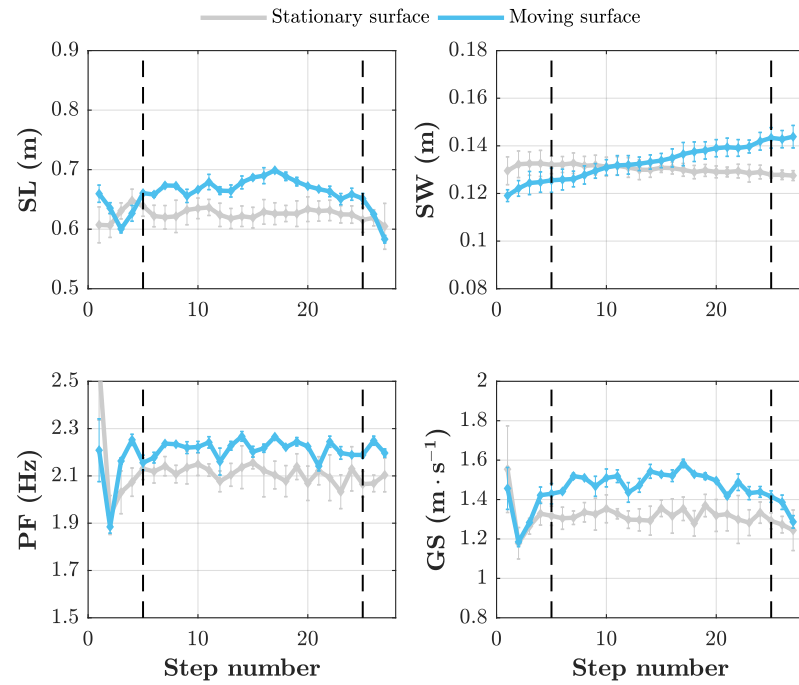 Stationary surface Moving surface
0.9
0.8
0.7
0.6
0.5
SL (m)
0 10 20
0.18
0.16
0.14
0.12
0.1
0.08
SW (m)
0 10 20
2.5
2.3
2.1
1.9
1.7
1.5
PF (Hz)
0 10 20
Step number
2
1.8
1.6
1.4
1.2
1
0.8
GS (m · s⁻¹)
0 10 20
Step number